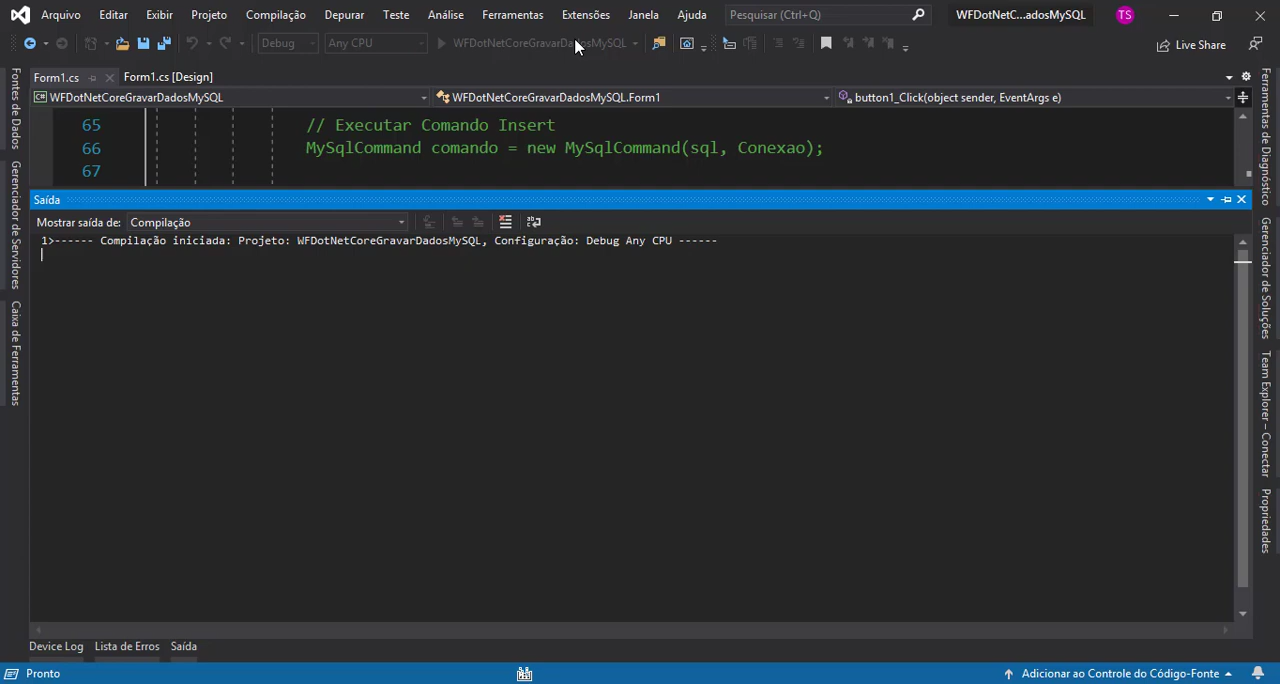 Arquivo Editar Exibir Projeto Compilação Depurar Teste Análise Ferramentas Extensões Janela Ajuda Pesquisar (Ctrl+Q) WFDotNetC...adosMySQL TS
Debug Any CPU WFDotNetCoreGravarDadosMySQL Live Share
Form1.cs Form1.cs [Design]
WFDotNetCoreGravarDadosMySQL WFDotNetCoreGravarDadosMySQL.Form1 button1_Click(object sender, EventArgs e)
65 // Executar Comando Insert
66 MySqlCommand comando = new MySqlCommand(sql, Conexao);
67
Saída
Mostrar saída de: Compilação
1>------ Compilação iniciada: Projeto: WFDotNetCoreGravarDadosMySQL, Configuração: Debug Any CPU ------
Fontes de Dados
Gerenciador de Servidores
Caixa de Ferramentas
Ferramentas de Diagnóstico
Gerenciador de Soluções
Team Explorer – Conectar
Propriedades
Device Log Lista de Erros Saída
Pronto Adicionar ao Controle do Código-Fonte